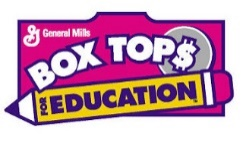 G General Mills
BOX TOP$
FOR EDUCATION